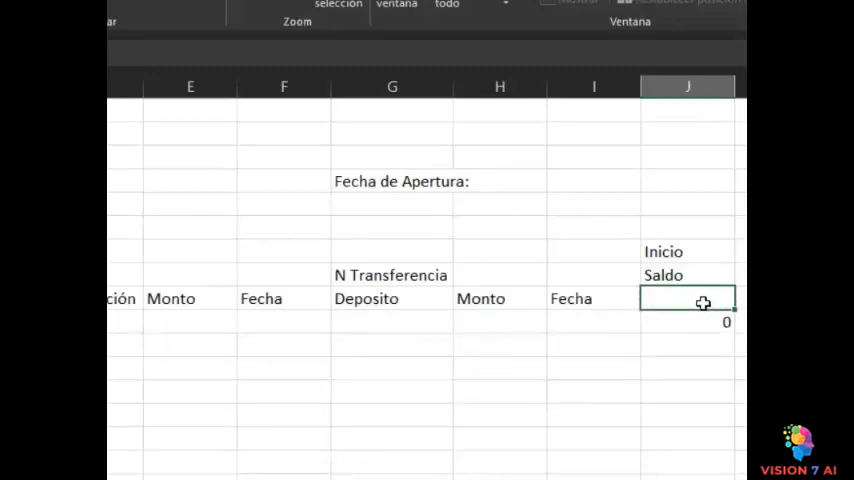 selección ventana todo
ar Zoom Ventana
E F G H I J
Fecha de Apertura:
Inicio
N Transferencia Saldo
ción Monto Fecha Deposito Monto Fecha
0
VISION 7 AI